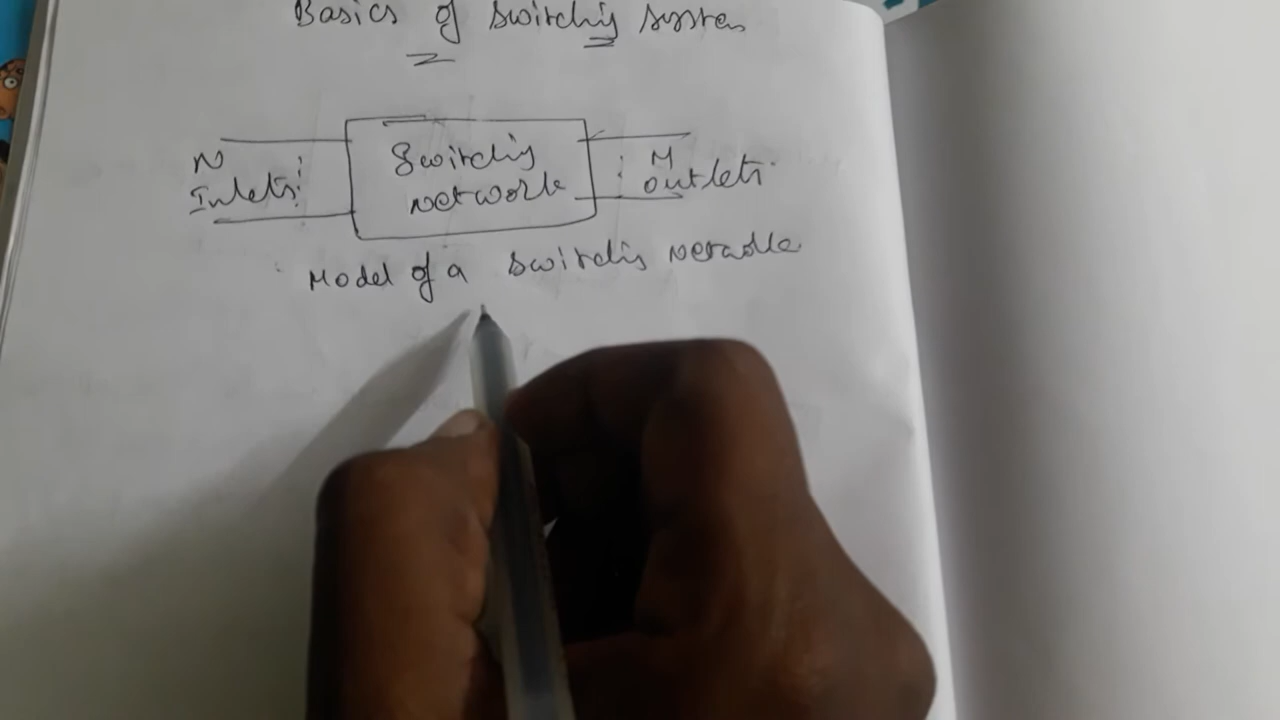 Basics of switching system
N
Inlets
Switching
network
M
outlets
Model of a switching network